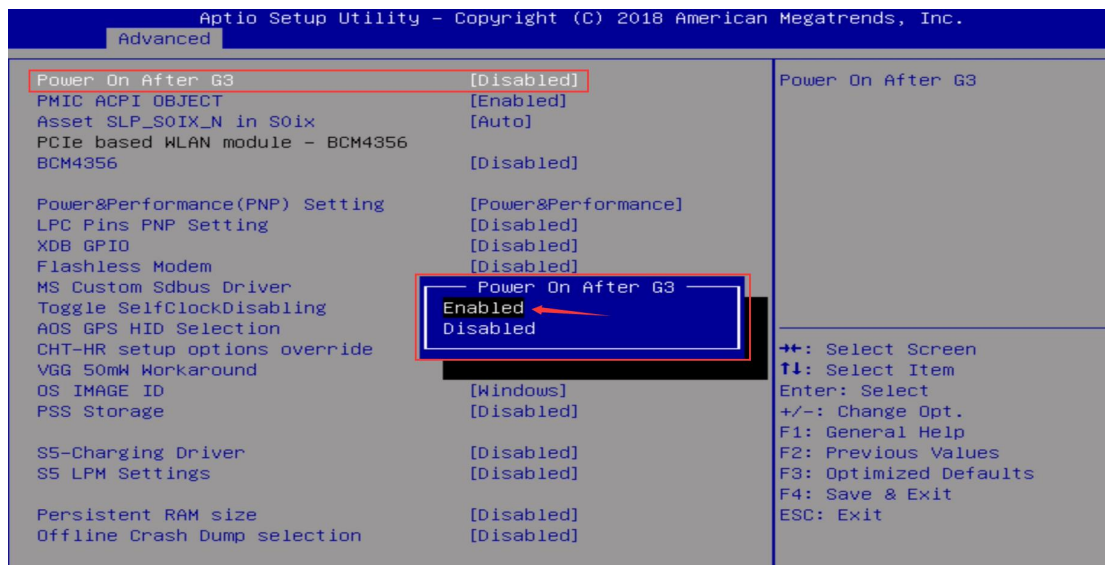 Aptio Setup Utility – Copyright (C) 2018 American Megatrends, Inc.
Advanced
Power On After G3 [Disabled]
PMIC ACPI OBJECT [Enabled]
Asset SLP_S0IX_N in S0ix [Auto]
PCIe based WLAN module – BCM4356
BCM4356 [Disabled]
Power&Performance(PNP) Setting [Power&Performance]
LPC Pins PNP Setting [Disabled]
XDB GPIO [Disabled]
Flashless Modem [Disabled]
MS Custom Sdbus Driver
Toggle SelfClockDisabling
AOS GPS HID Selection
CHT-HR setup options override
VGG 50mW Workaround
OS IMAGE ID [Windows]
PSS Storage [Disabled]
S5-Charging Driver [Disabled]
S5 LPM Settings [Disabled]
Persistent RAM size [Disabled]
Offline Crash Dump selection [Disabled]
Power On After G3
Enabled
Disabled
Power On After G3
→←: Select Screen
↑↓: Select Item
Enter: Select
+/-: Change Opt.
F1: General Help
F2: Previous Values
F3: Optimized Defaults
F4: Save & Exit
ESC: Exit